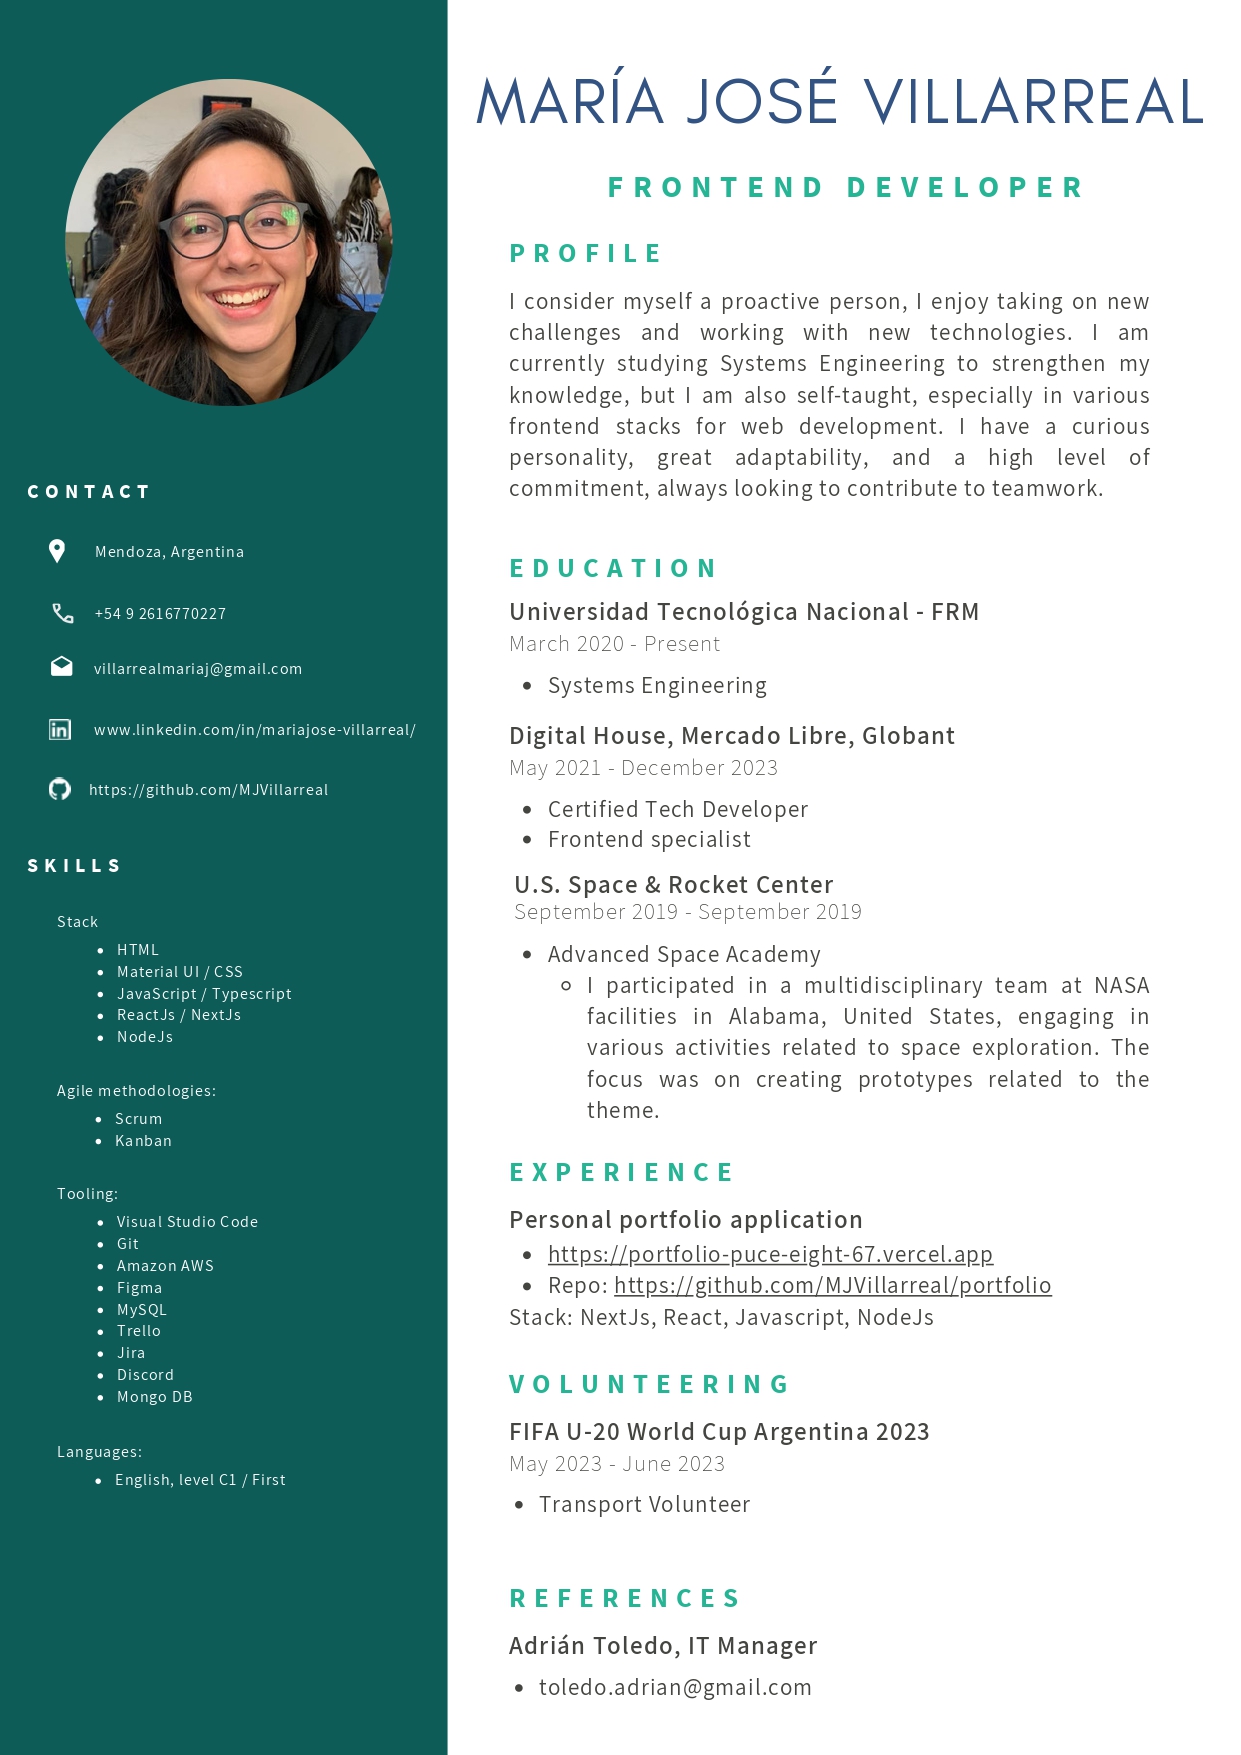 MARÍA JOSÉ VILLARREAL
FRONTEND DEVELOPER
CONTACT
Mendoza, Argentina
+54 9 2616770227
villarrealmariaj@gmail.com
www.linkedin.com/in/mariajose-villarreal/
https://github.com/MJVillarreal
SKILLS
Stack
HTML
Material UI / CSS
JavaScript / Typescript
ReactJs / NextJs
NodeJs
Agile methodologies:
Scrum
Kanban
Tooling:
Visual Studio Code
Git
Amazon AWS
Figma
MySQL
Trello
Jira
Discord
Mongo DB
Languages:
English, level C1 / First
PROFILE
I consider myself a proactive person, I enjoy taking on new
challenges and working with new technologies. I am
currently studying Systems Engineering to strengthen my
knowledge, but I am also self-taught, especially in various
frontend stacks for web development. I have a curious
personality, great adaptability, and a high level of
commitment, always looking to contribute to teamwork.
EDUCATION
Universidad Tecnológica Nacional - FRM
March 2020 - Present
Systems Engineering
Digital House, Mercado Libre, Globant
May 2021 - December 2023
Certified Tech Developer
Frontend specialist
U.S. Space & Rocket Center
September 2019 - September 2019
Advanced Space Academy
I participated in a multidisciplinary team at NASA
facilities in Alabama, United States, engaging in
various activities related to space exploration. The
focus was on creating prototypes related to the
theme.
EXPERIENCE
Personal portfolio application
https://portfolio-puce-eight-67.vercel.app
Repo: https://github.com/MJVillarreal/portfolio
Stack: NextJs, React, Javascript, NodeJs
VOLUNTEERING
FIFA U-20 World Cup Argentina 2023
May 2023 - June 2023
Transport Volunteer
REFERENCES
Adrián Toledo, IT Manager
toledo.adrian@gmail.com